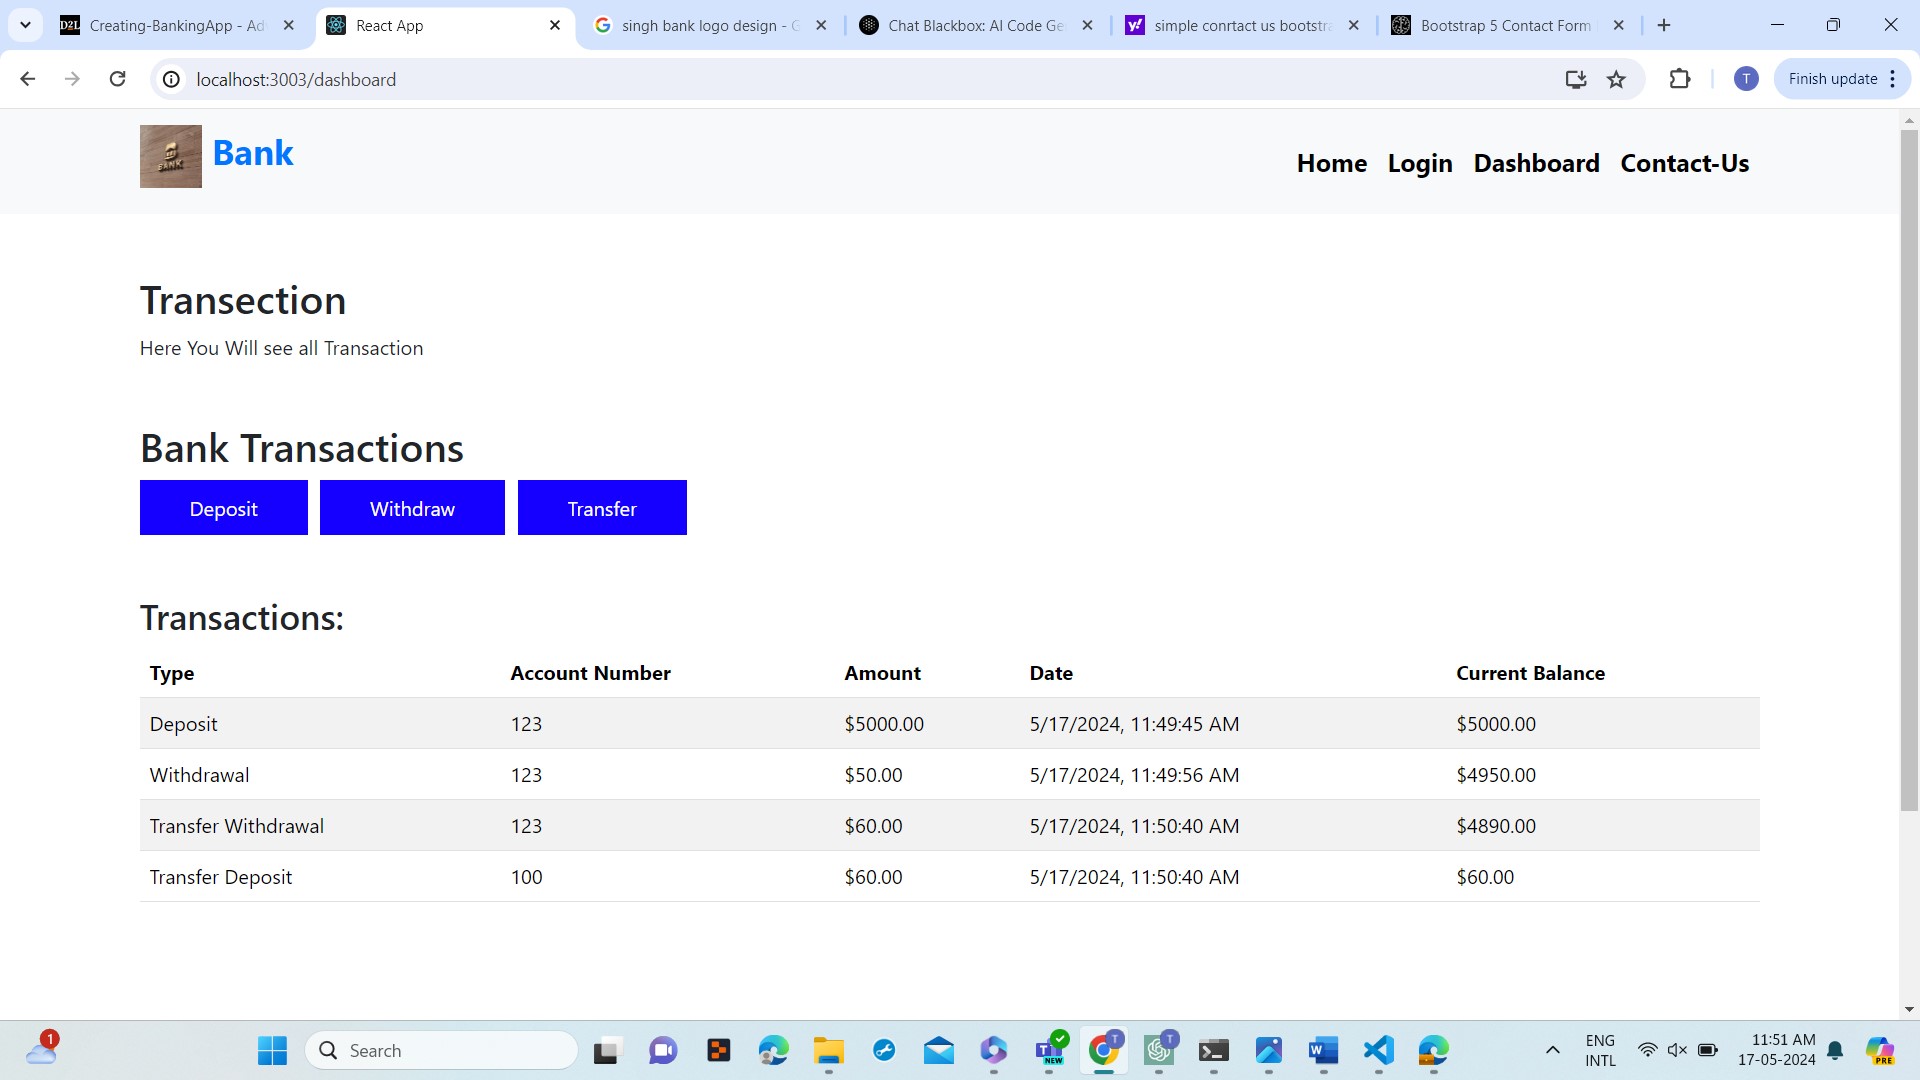 Creating-BankingApp - Ad
React App
singh bank logo design - G
Chat Blackbox: AI Code Ge
simple conrtact us bootstra
Bootstrap 5 Contact Form
localhost:3003/dashboard
T
Finish update
BANK
Bank
Home Login Dashboard Contact-Us
Transection
Here You Will see all Transaction
Bank Transactions
Deposit Withdraw Transfer
Transactions:
Type Account Number Amount Date Current Balance
Deposit 123 $5000.00 5/17/2024, 11:49:45 AM $5000.00
Withdrawal 123 $50.00 5/17/2024, 11:49:56 AM $4950.00
Transfer Withdrawal 123 $60.00 5/17/2024, 11:50:40 AM $4890.00
Transfer Deposit 100 $60.00 5/17/2024, 11:50:40 AM $60.00
1
Search
NEW
T
T
ENG
INTL
11:51 AM
17-05-2024
PRE